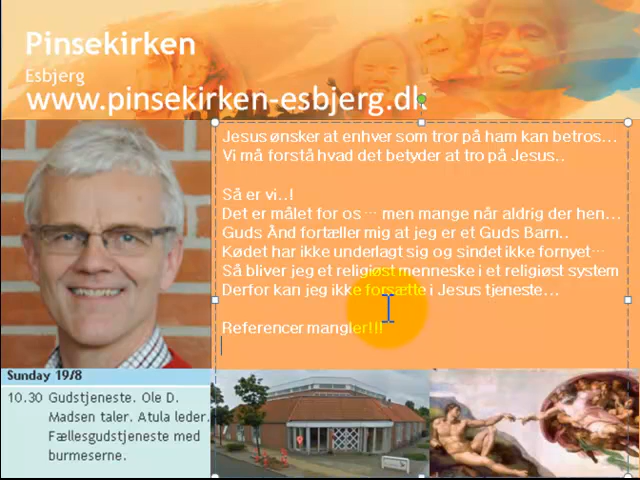 Pinsekirken
Esbjerg
www.pinsekirken-esbjerg.dk
Jesus ønsker at enhver som tror på ham kan betros…
Vi må forstå hvad det betyder at tro på Jesus..
Så er vi..!
Det er målet for os … men mange når aldrig der hen…
Guds Ånd fortæller mig at jeg er et Guds Barn..
Kødet har ikke underlagt sig og sindet ikke fornyet…
Så bliver jeg et religiøst menneske i et religiøst system
Derfor kan jeg ikke forsætte i Jesus tjeneste…
Referencer mangler!!!
Sunday 19/8
10.30 Gudstjeneste. Ole D.
Madsen taler. Atula leder.
Fællesgudstjeneste med
burmeserne.